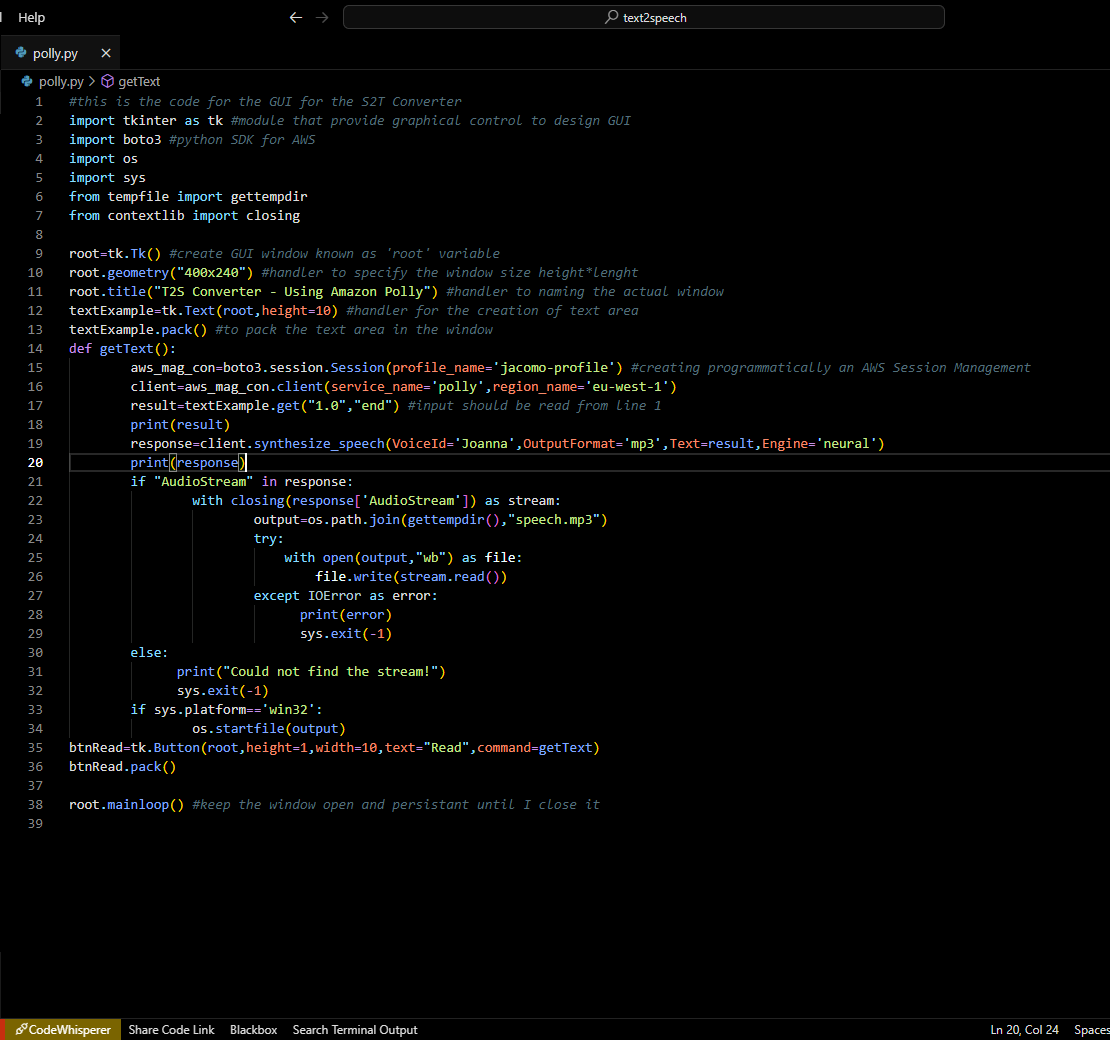 Help
text2speech
polly.py
polly.py > getText
1 #this is the code for the GUI for the S2T Converter
2 import tkinter as tk #module that provide graphical control to design GUI
3 import boto3 #python SDK for AWS
4 import os
5 import sys
6 from tempfile import gettempdir
7 from contextlib import closing
8
9 root=tk.Tk() #create GUI window known as 'root' variable
10 root.geometry("400x240") #handler to specify the window size height*lenght
11 root.title("T2S Converter - Using Amazon Polly") #handler to naming the actual window
12 textExample=tk.Text(root,height=10) #handler for the creation of text area
13 textExample.pack() #to pack the text area in the window
14 def getText():
15         aws_mag_con=boto3.session.Session(profile_name='jacomo-profile') #creating programmatically an AWS Session Management
16         client=aws_mag_con.client(service_name='polly',region_name='eu-west-1')
17         result=textExample.get("1.0","end") #input should be read from line 1
18         print(result)
19         response=client.synthesize_speech(VoiceId='Joanna',OutputFormat='mp3',Text=result,Engine='neural')
20         print(response)
21         if "AudioStream" in response:
22                 with closing(response['AudioStream']) as stream:
23                         output=os.path.join(gettempdir(),"speech.mp3")
24                         try:
25                             with open(output,"wb") as file:
26                                 file.write(stream.read())
27                         except IOError as error:
28                               print(error)
29                               sys.exit(-1)
30         else:
31               print("Could not find the stream!")
32               sys.exit(-1)
33         if sys.platform=='win32':
34                 os.startfile(output)
35 btnRead=tk.Button(root,height=1,width=10,text="Read",command=getText)
36 btnRead.pack()
37
38 root.mainloop() #keep the window open and persistant until I close it
39
CodeWhisperer Share Code Link Blackbox Search Terminal Output Ln 20, Col 24 Spaces